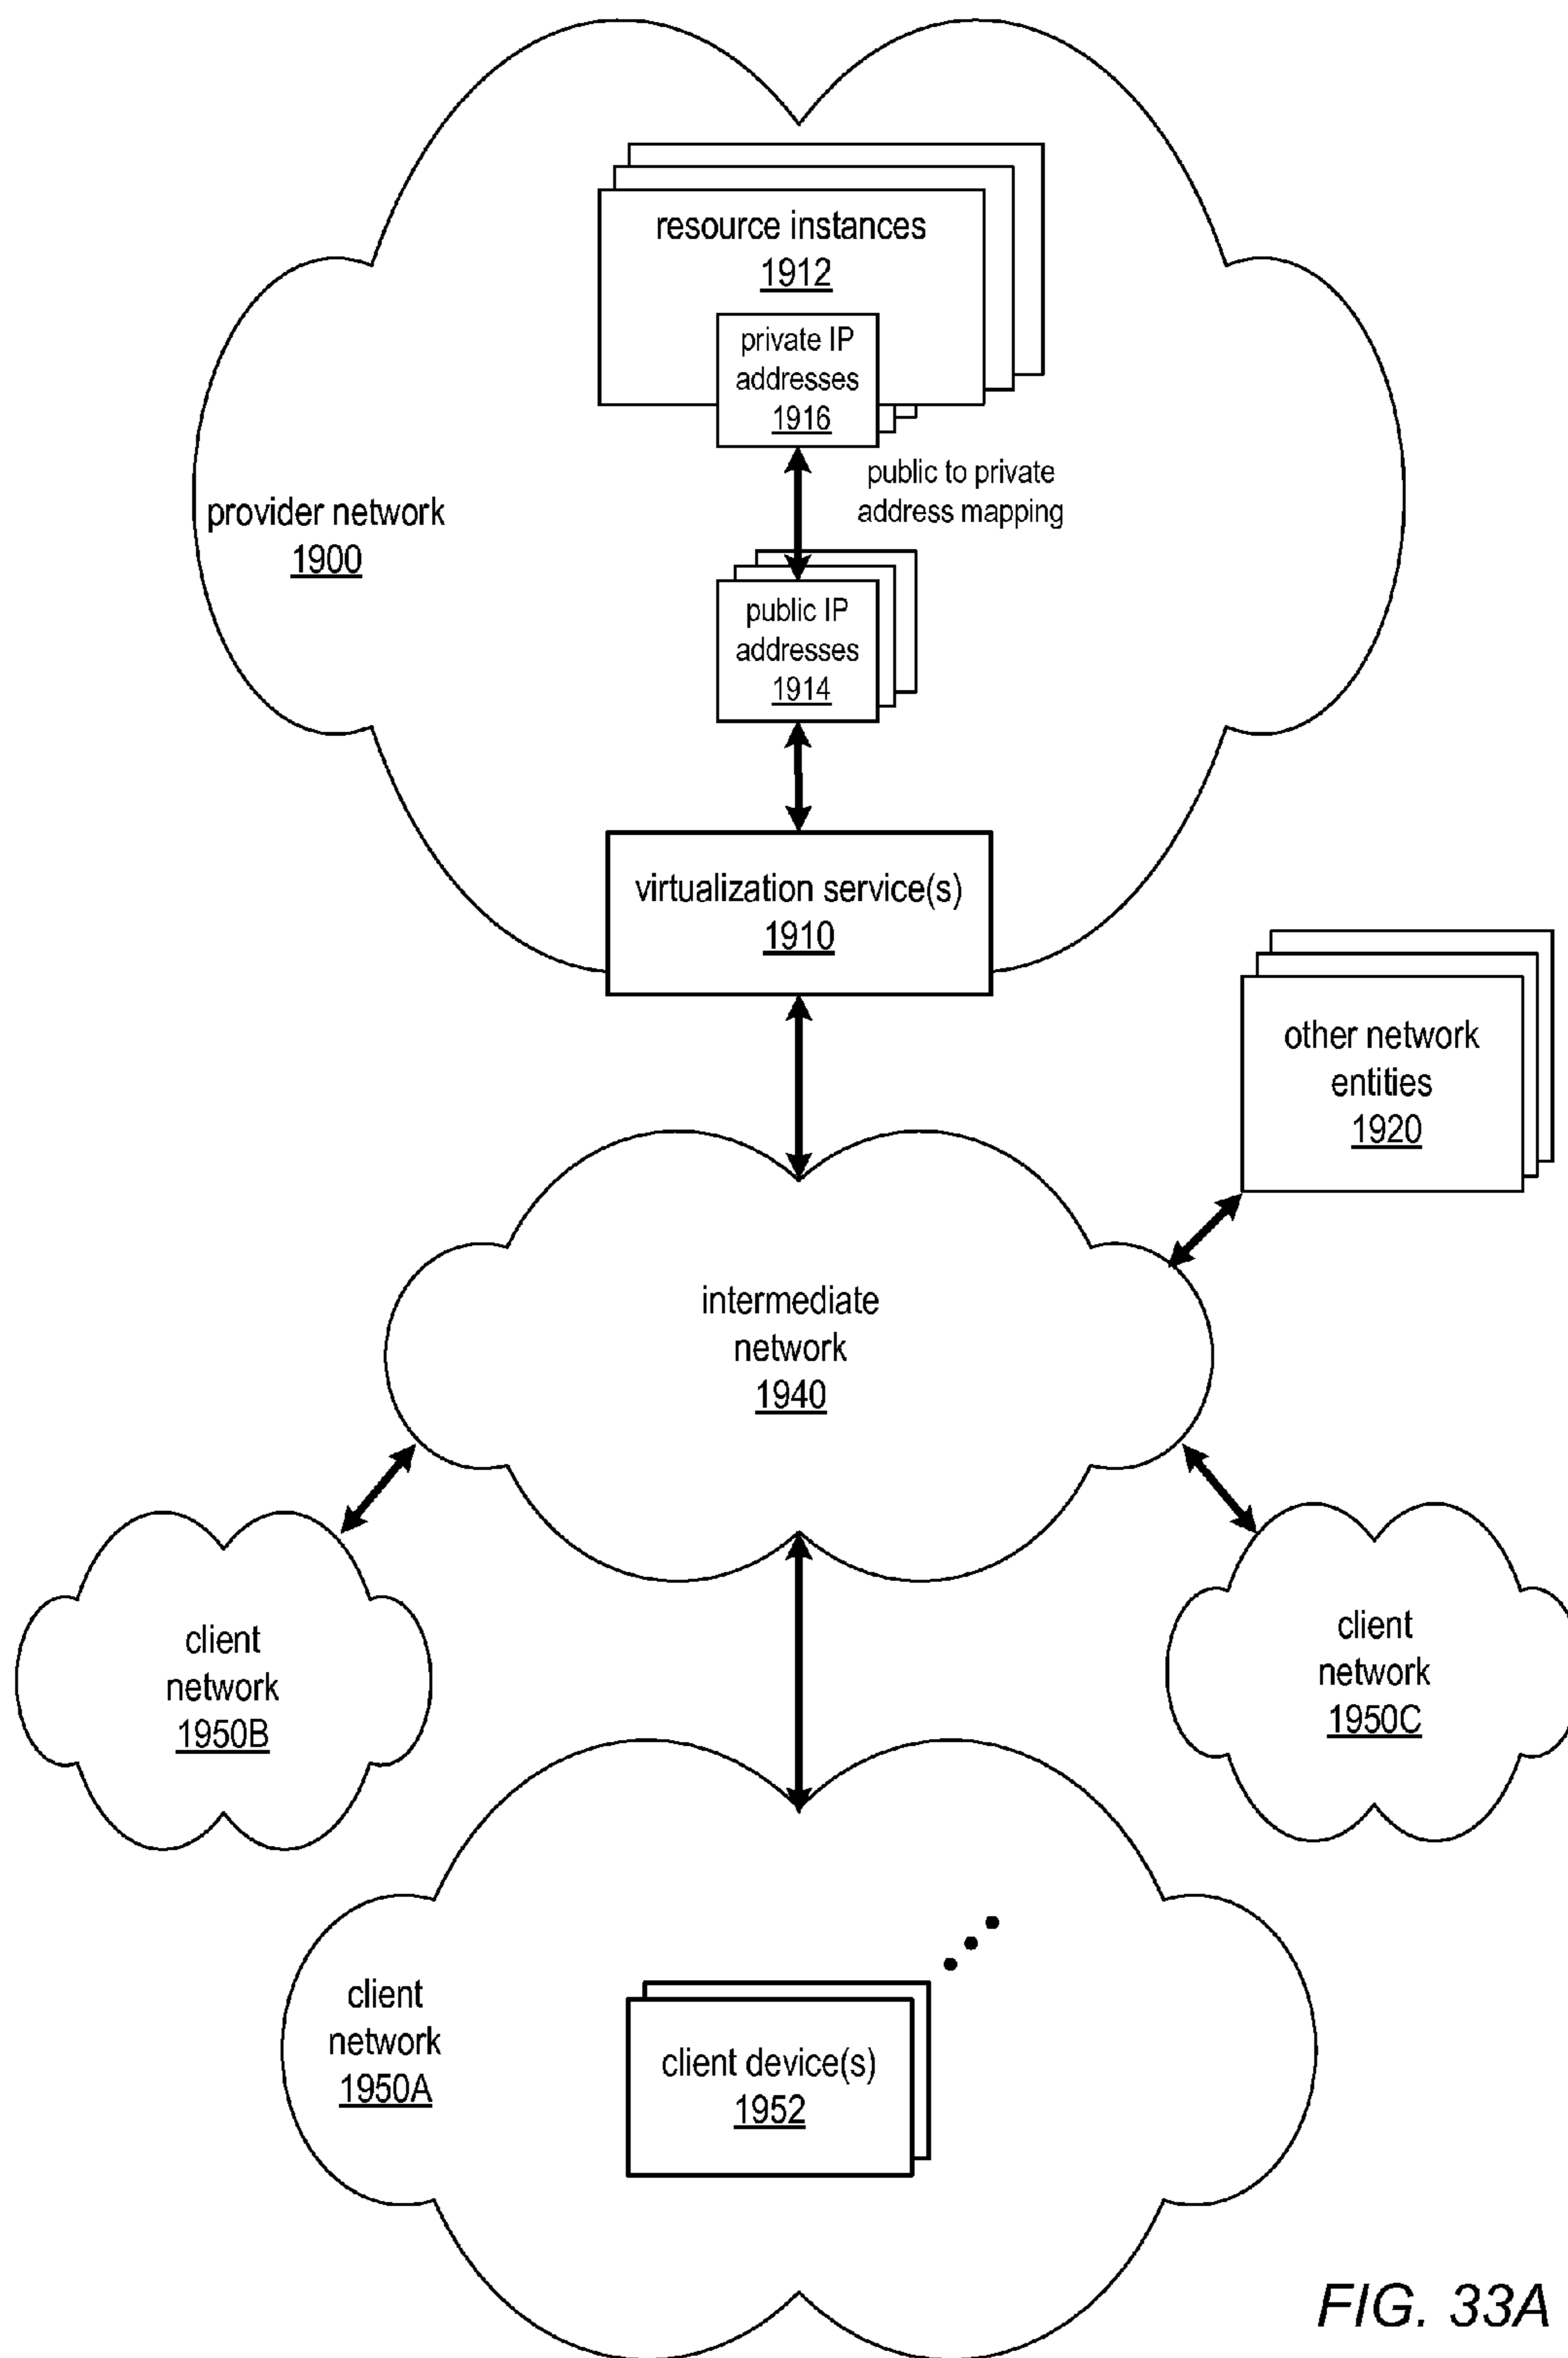 resource instances
1912
private IP
addresses
1916
public to private
address mapping
provider network
1900
public IP
addresses
1914
virtualization service(s)
1910
other network
entities
1920
intermediate
network
1940
client
network
1950B
client
network
1950C
client
network
1950A
client device(s)
1952
FIG. 33A